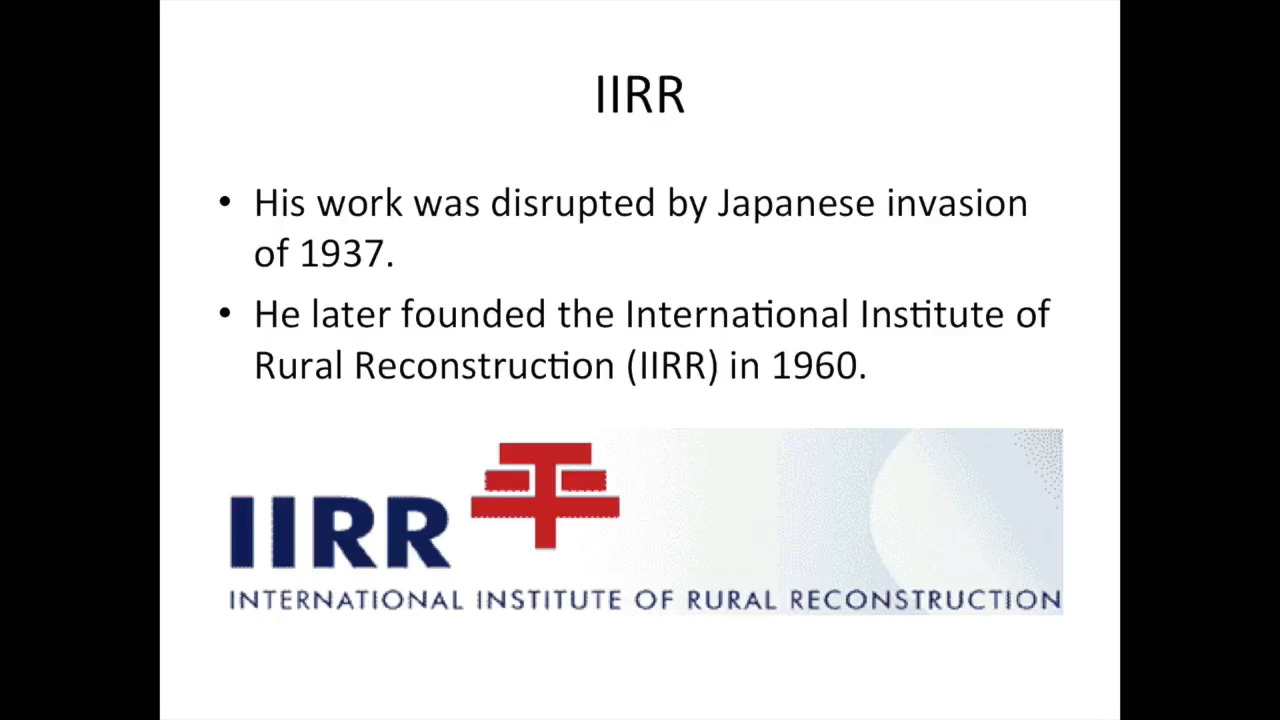 IIRR
• His work was disrupted by Japanese invasion
of 1937.
• He later founded the International Institute of
Rural Reconstruction (IIRR) in 1960.
IIRR 平
INTERNATIONAL INSTITUTE OF RURAL RECONSTRUCTION